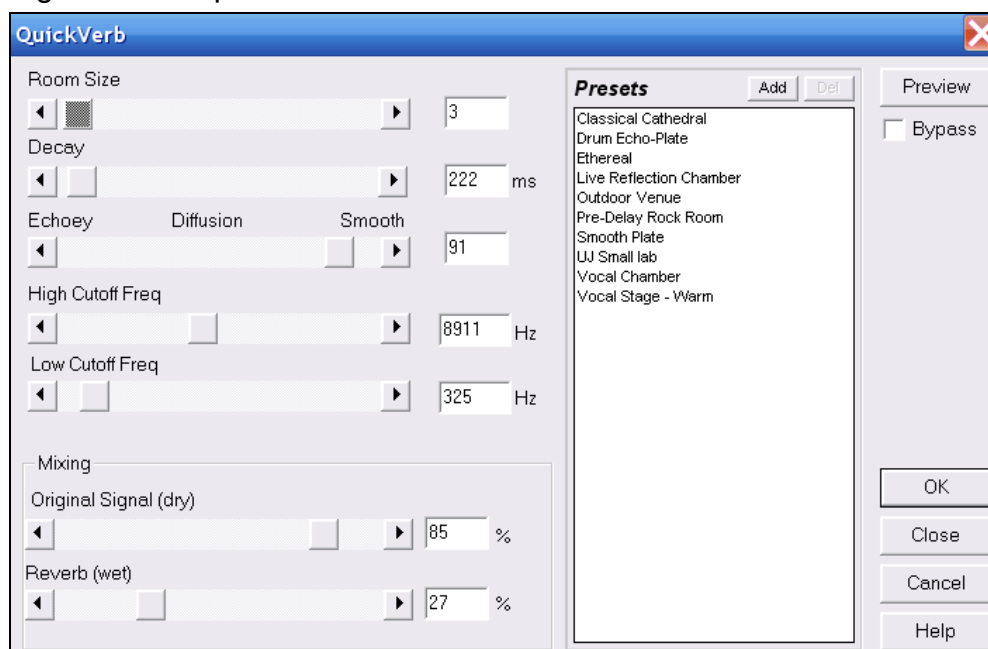 QuickVerb
Room Size
3
Decay
222 ms
Echoey Diffusion Smooth
91
High Cutoff Freq
8911 Hz
Low Cutoff Freq
325 Hz
Mixing
Original Signal (dry)
85 %
Reverb (wet)
27 %
Presets Add Del
Classical Cathedral
Drum Echo-Plate
Ethereal
Live Reflection Chamber
Outdoor Venue
Pre-Delay Rock Room
Smooth Plate
UJ Small lab
Vocal Chamber
Vocal Stage - Warm
Preview
Bypass
OK
Close
Cancel
Help